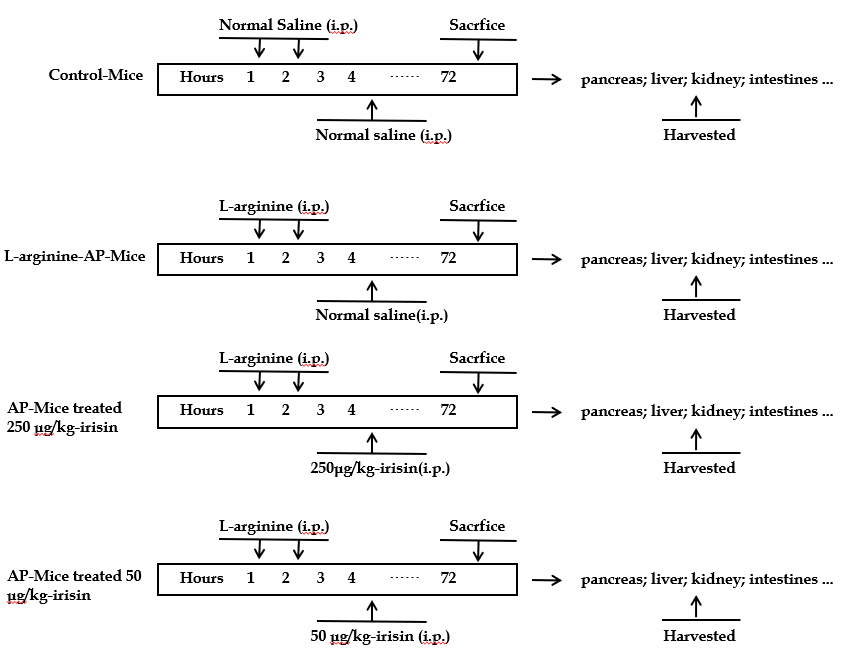 Normal Saline (i.p.) Sacrfice
Control-Mice Hours 1 2 3 4 ...... 72 pancreas; liver; kidney; intestines ...
Normal saline (i.p.) Harvested
L-arginine (i.p.) Sacrfice
L-arginine-AP-Mice Hours 1 2 3 4 ...... 72 pancreas; liver; kidney; intestines ...
Normal saline(i.p.) Harvested
L-arginine (i.p.) Sacrfice
AP-Mice treated
250 µg/kg-irisin
Hours 1 2 3 4 ...... 72 pancreas; liver; kidney; intestines ...
250µg/kg-irisin(i.p.) Harvested
L-arginine (i.p.) Sacrfice
AP-Mice treated 50
µg/kg-irisin
Hours 1 2 3 4 ...... 72 pancreas; liver; kidney; intestines ...
50 µg/kg-irisin (i.p.) Harvested